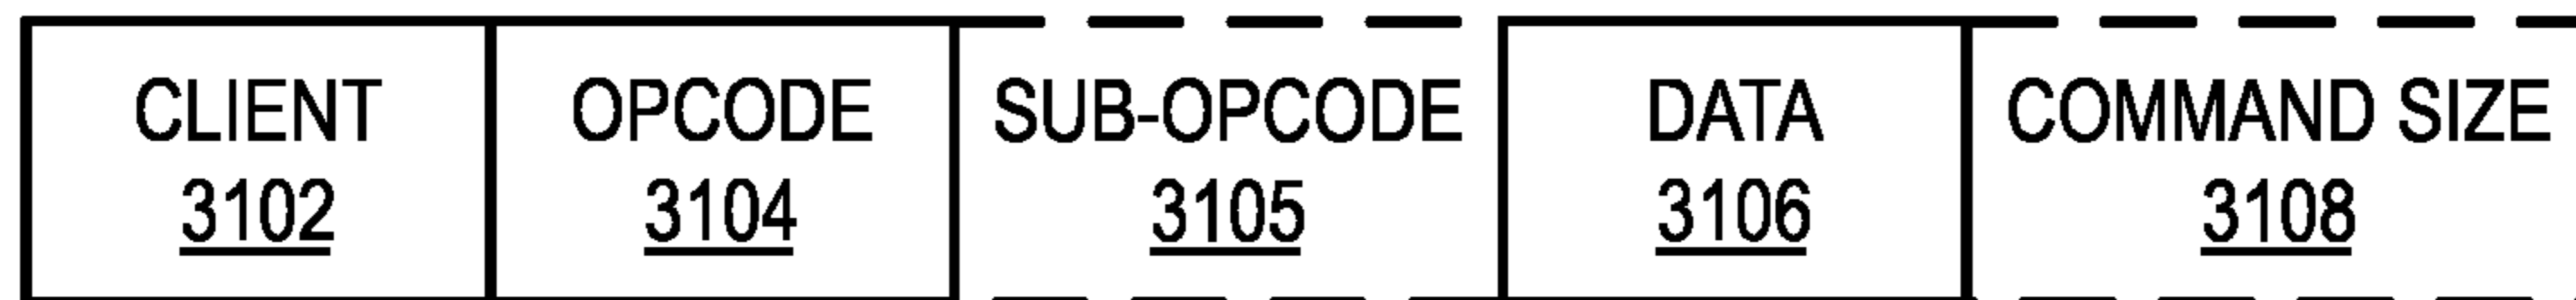 CLIENT
3102
OPCODE
3104
SUB-OPCODE
3105
DATA
3106
COMMAND SIZE
3108